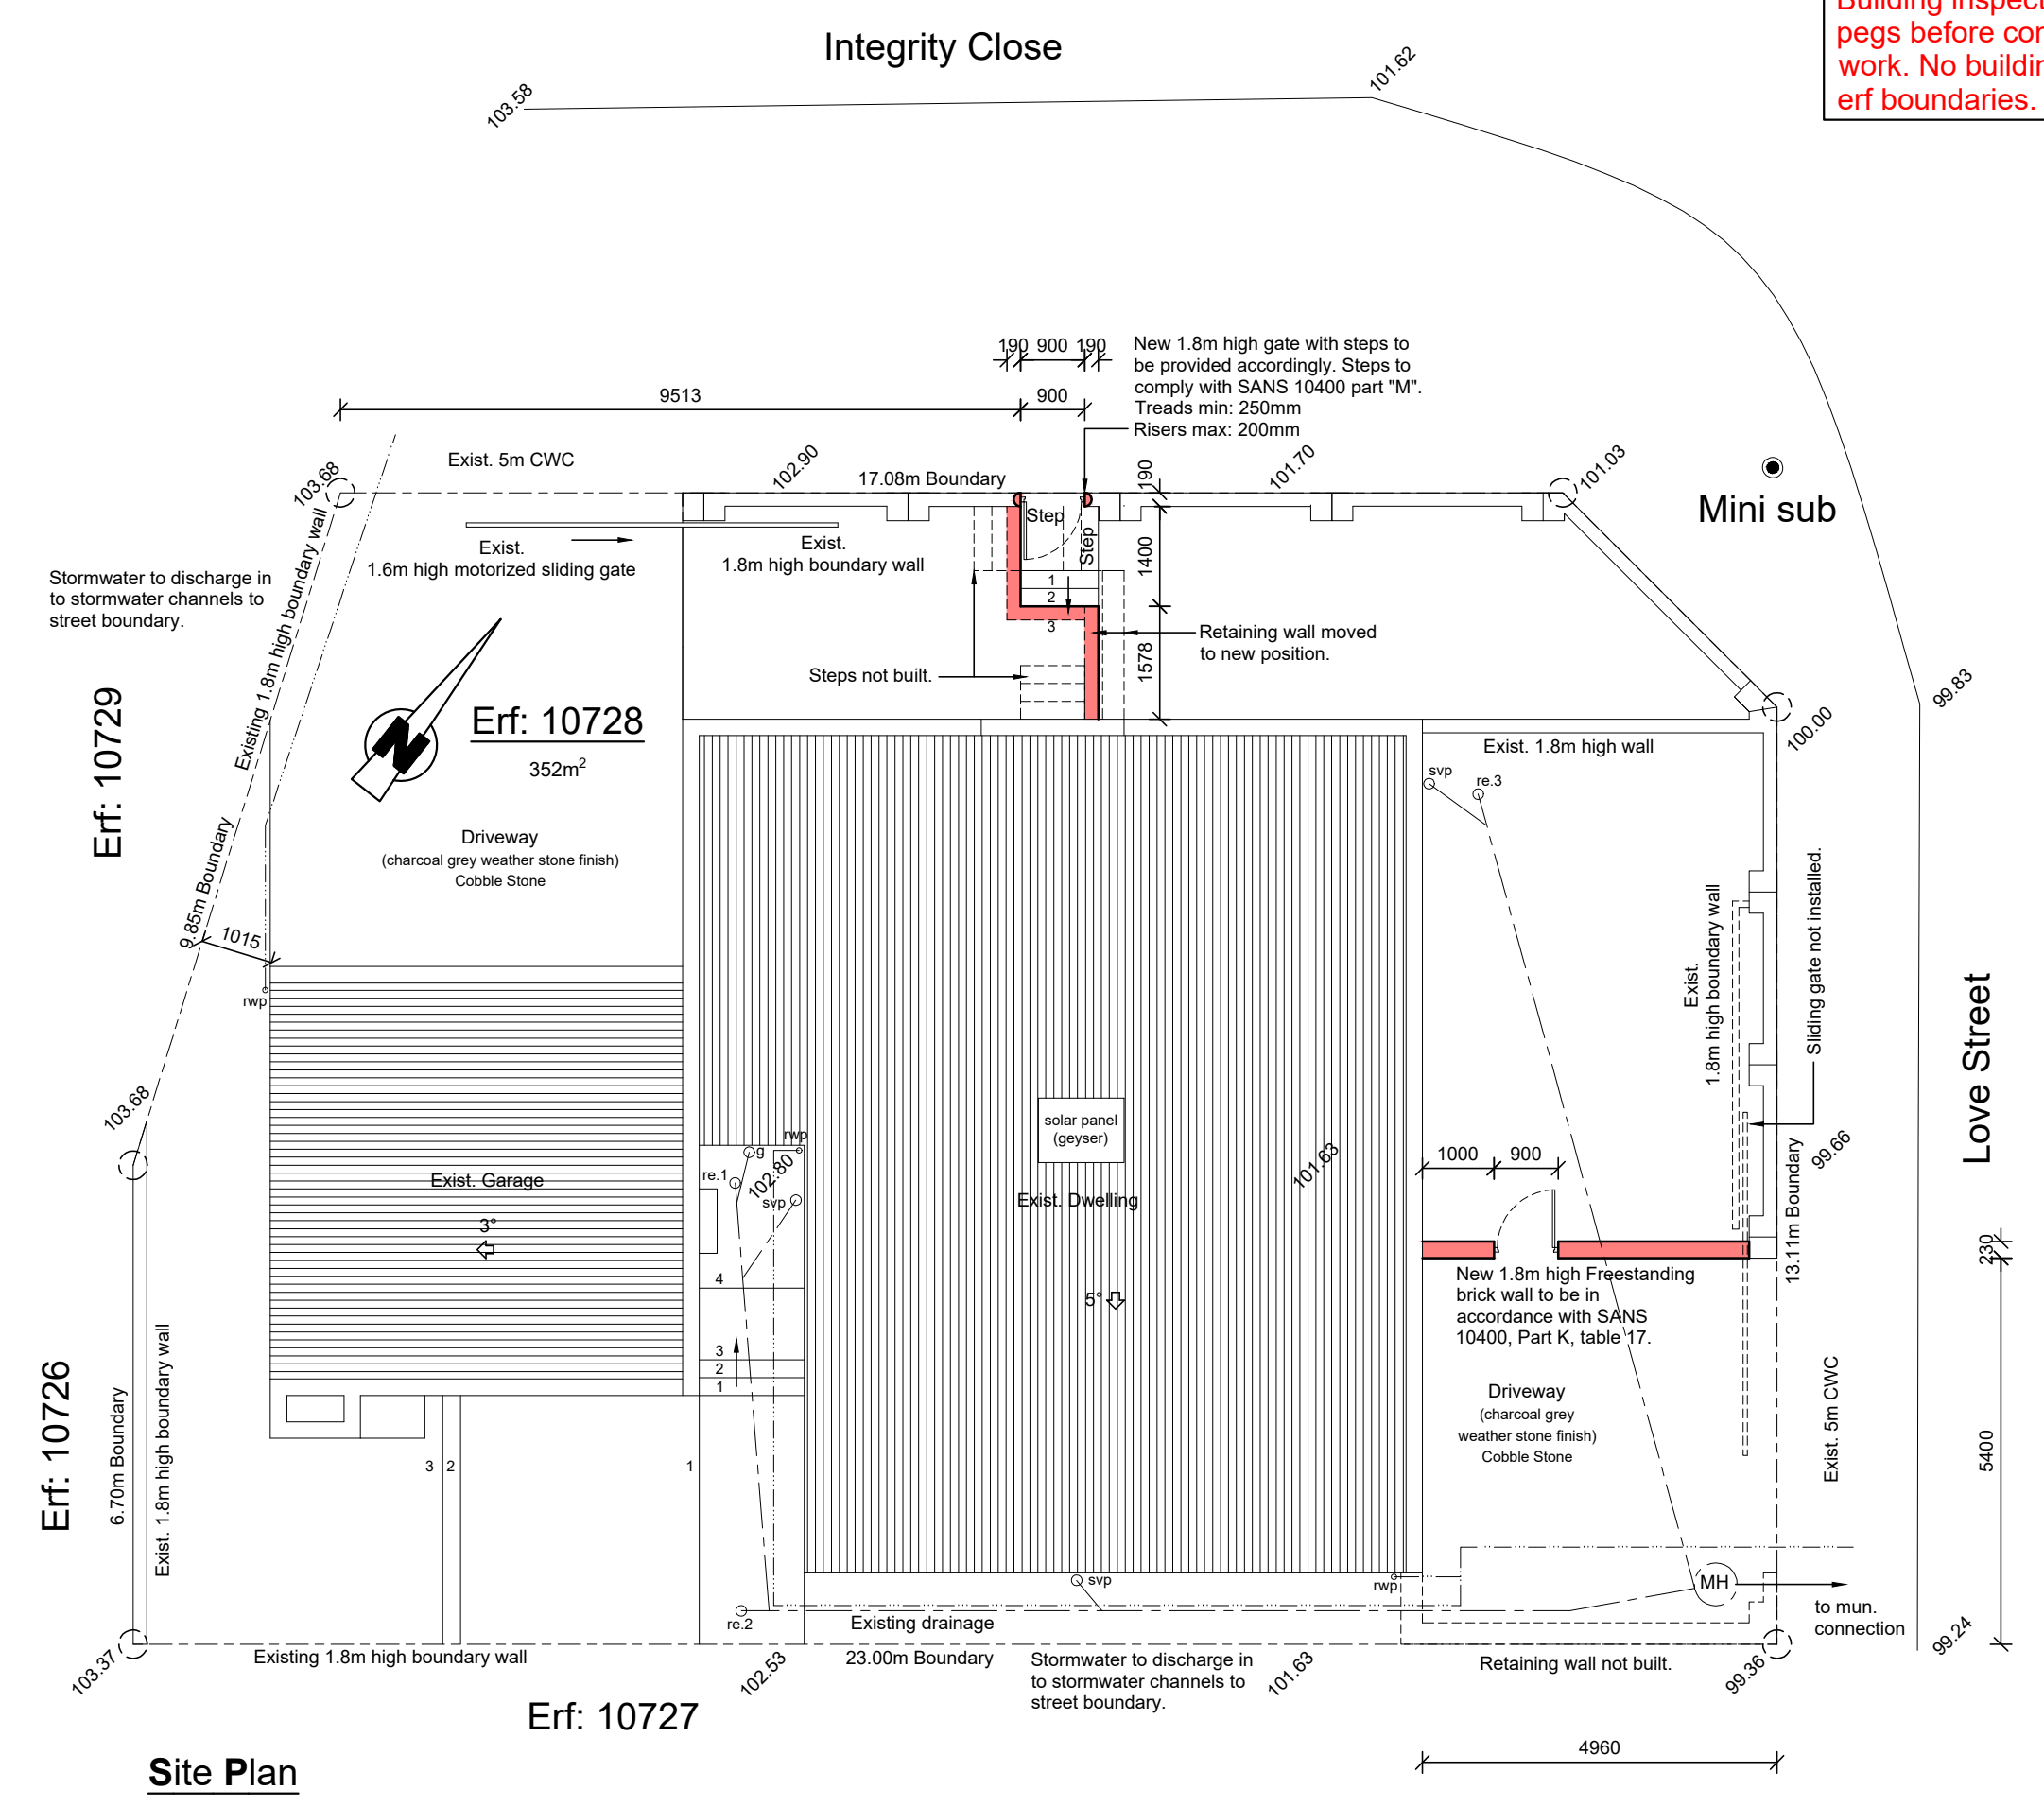 Integrity Close
pegs before
work. No
erf boundaries.
103.58
101.62
190 900 190
New 1.8m high gate with steps to
be provided accordingly. Steps to
comply with SANS 10400 part "M".
Treads min: 250mm
Risers max: 200mm
9513
900
Exist. 5m CWC
103.68
102.90
17.08m Boundary
190
101.70
101.03
Mini sub
Exist.
1.6m high motorized sliding gate
Exist.
1.8m high boundary wall
Step
Step
1400
1
2
3
Stormwater to discharge in
to stormwater channels to
street boundary.
Existing 1.8m high boundary wall
Retaining wall moved
to new position.
Steps not built.
1578
Erf: 10729
N
Erf: 10728
352m²
99.83
100.00
Exist. 1.8m high wall
svp
re.3
Driveway
(charcoal grey weather stone finish)
Cobble Stone
9.85m Boundary
1015
rwp
Exist.
1.8m high boundary wall
Sliding gate not installed.
Love Street
103.68
solar panel
(geyser)
rwp
g
re.1
102.80
svp
101.63
1000
900
99.66
13.11m Boundary
Exist. Garage
3°
Exist. Dwelling
230
4
5°
New 1.8m high Freestanding
brick wall to be in
accordance with SANS
10400, Part K, table 17.
3
2
1
Erf: 10726
6.70m Boundary
Exist. 1.8m high boundary wall
3
2
1
Driveway
(charcoal grey
weather stone finish)
Cobble Stone
Exist. 5m CWC
5400
svp
rwp
MH
re.2
Existing drainage
to mun.
connection
103.37
Existing 1.8m high boundary wall
102.53
23.00m Boundary
Stormwater to discharge in
to stormwater channels to
street boundary.
101.63
Retaining wall not built.
99.36
99.24
Erf: 10727
4960
Site Plan